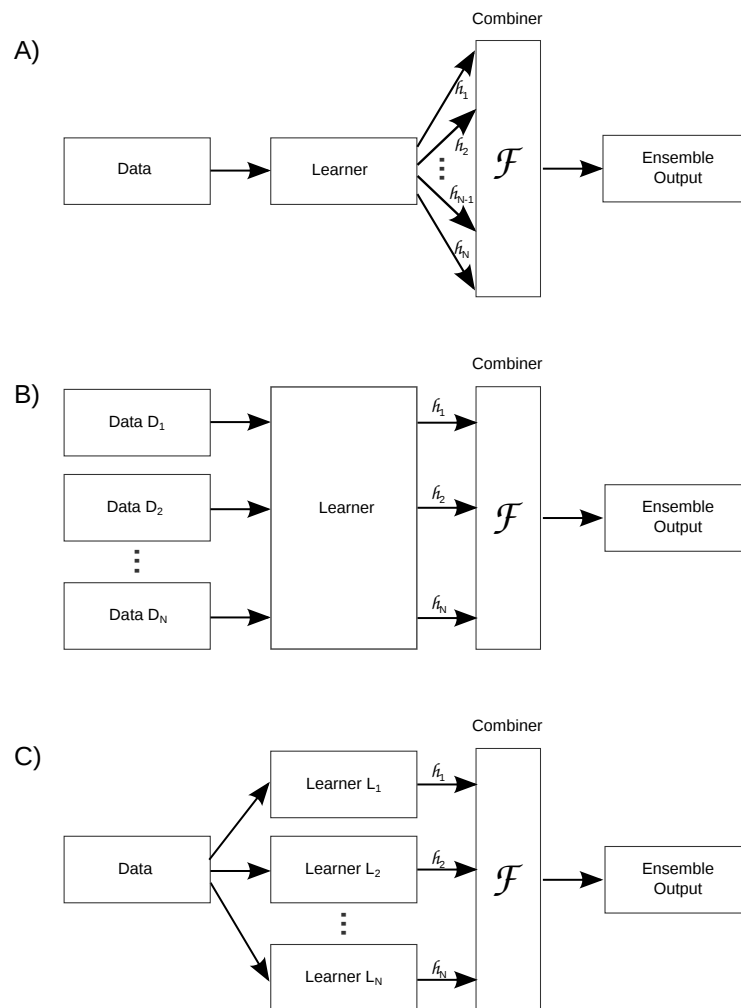 Combiner
A)
h₁
Data
Learner
h₂
ℱ
Ensemble
Output
hN-1
hN
Combiner
B)
Data D₁
h₁
Data D₂
Learner
h₂
ℱ
Ensemble
Output
Data DN
hN
Combiner
C)
Learner L₁
h₁
Data
Learner L₂
h₂
ℱ
Ensemble
Output
Learner LN
hN